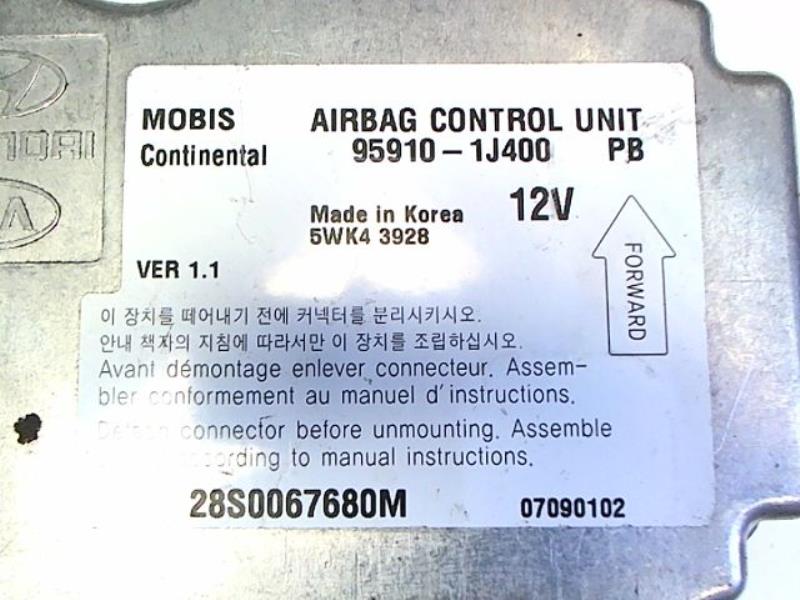 MOBIS AIRBAG CONTROL UNIT
Continental 95910-1J400 PB
Made in Korea 12V
5WK4 3928
VER 1.1
FORWARD
이 장치를 떼어내기 전에 커넥터를 분리시키시오.
안내 책자의 지침에 따라서만 이 장치를 조립하십시오.
Avant démontage enlever connecteur. Assem-
bler conformement au manuel d'instructions.
connector before unmounting. Assemble
to manual instructions.
28S0067680M 07090102